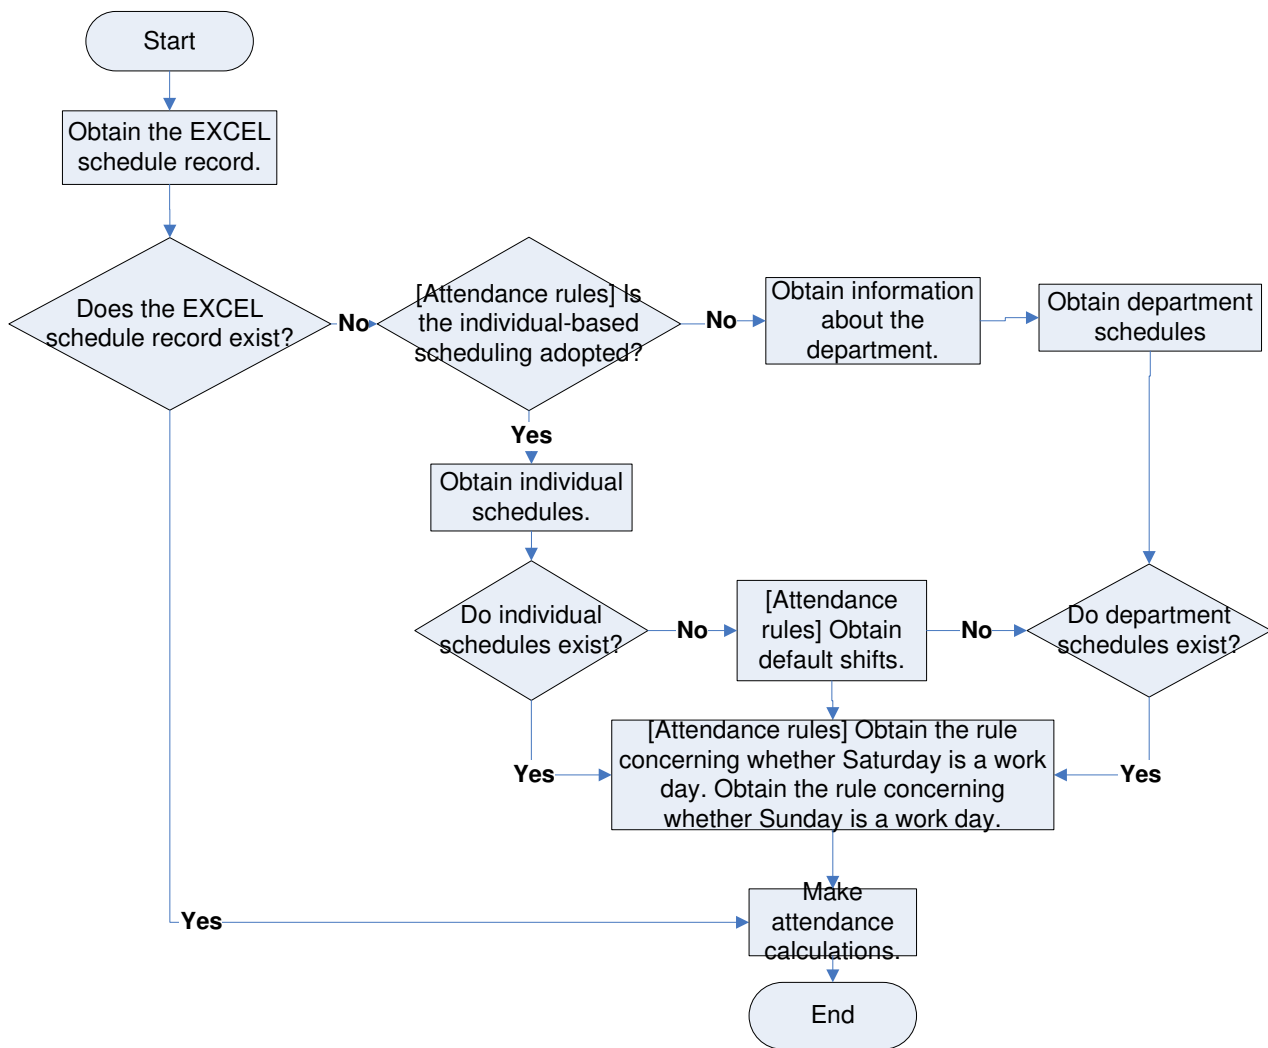 Start
Obtain the EXCEL
schedule record.
Does the EXCEL
schedule record exist?
No
[Attendance rules] Is
the individual-based
scheduling adopted?
No
Obtain information
about the
department.
Obtain department
schedules
Yes
Obtain individual
schedules.
Do individual
schedules exist?
No
[Attendance
rules] Obtain
default shifts.
No
Do department
schedules exist?
Yes
[Attendance rules] Obtain the rule
concerning whether Saturday is a work
day. Obtain the rule concerning
whether Sunday is a work day.
Yes
Yes
Make
attendance
calculations.
End